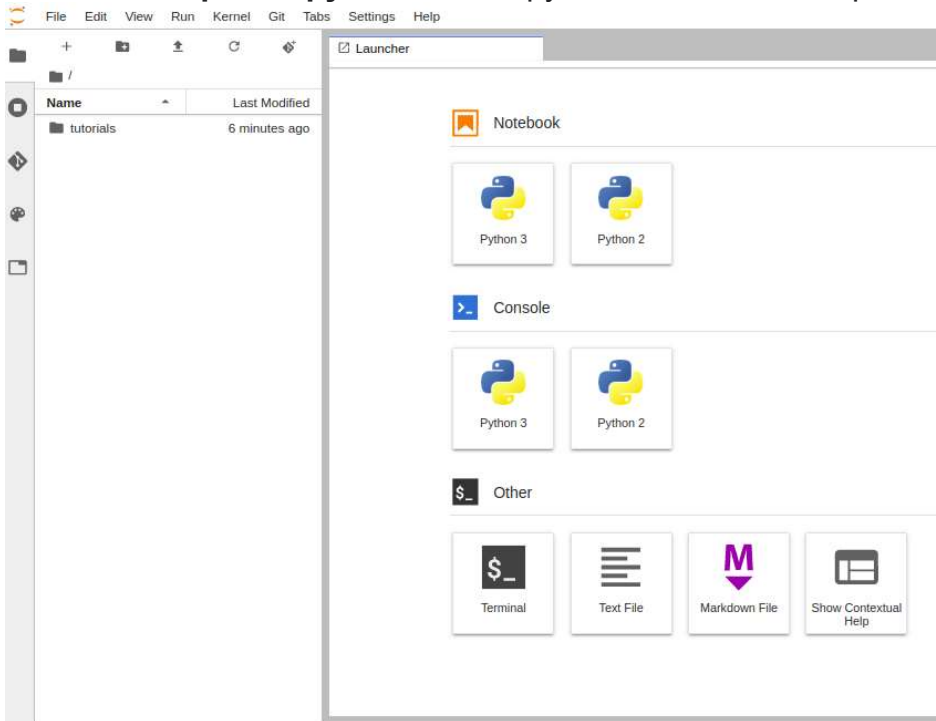 File Edit View Run Kernel Git Tabs Settings Help
Launcher
/
Name Last Modified
tutorials 6 minutes ago
Notebook
Python 3 Python 2
>_ Console
Python 3 Python 2
$_ Other
$_
M
Terminal Text File Markdown File Show Contextual
Help